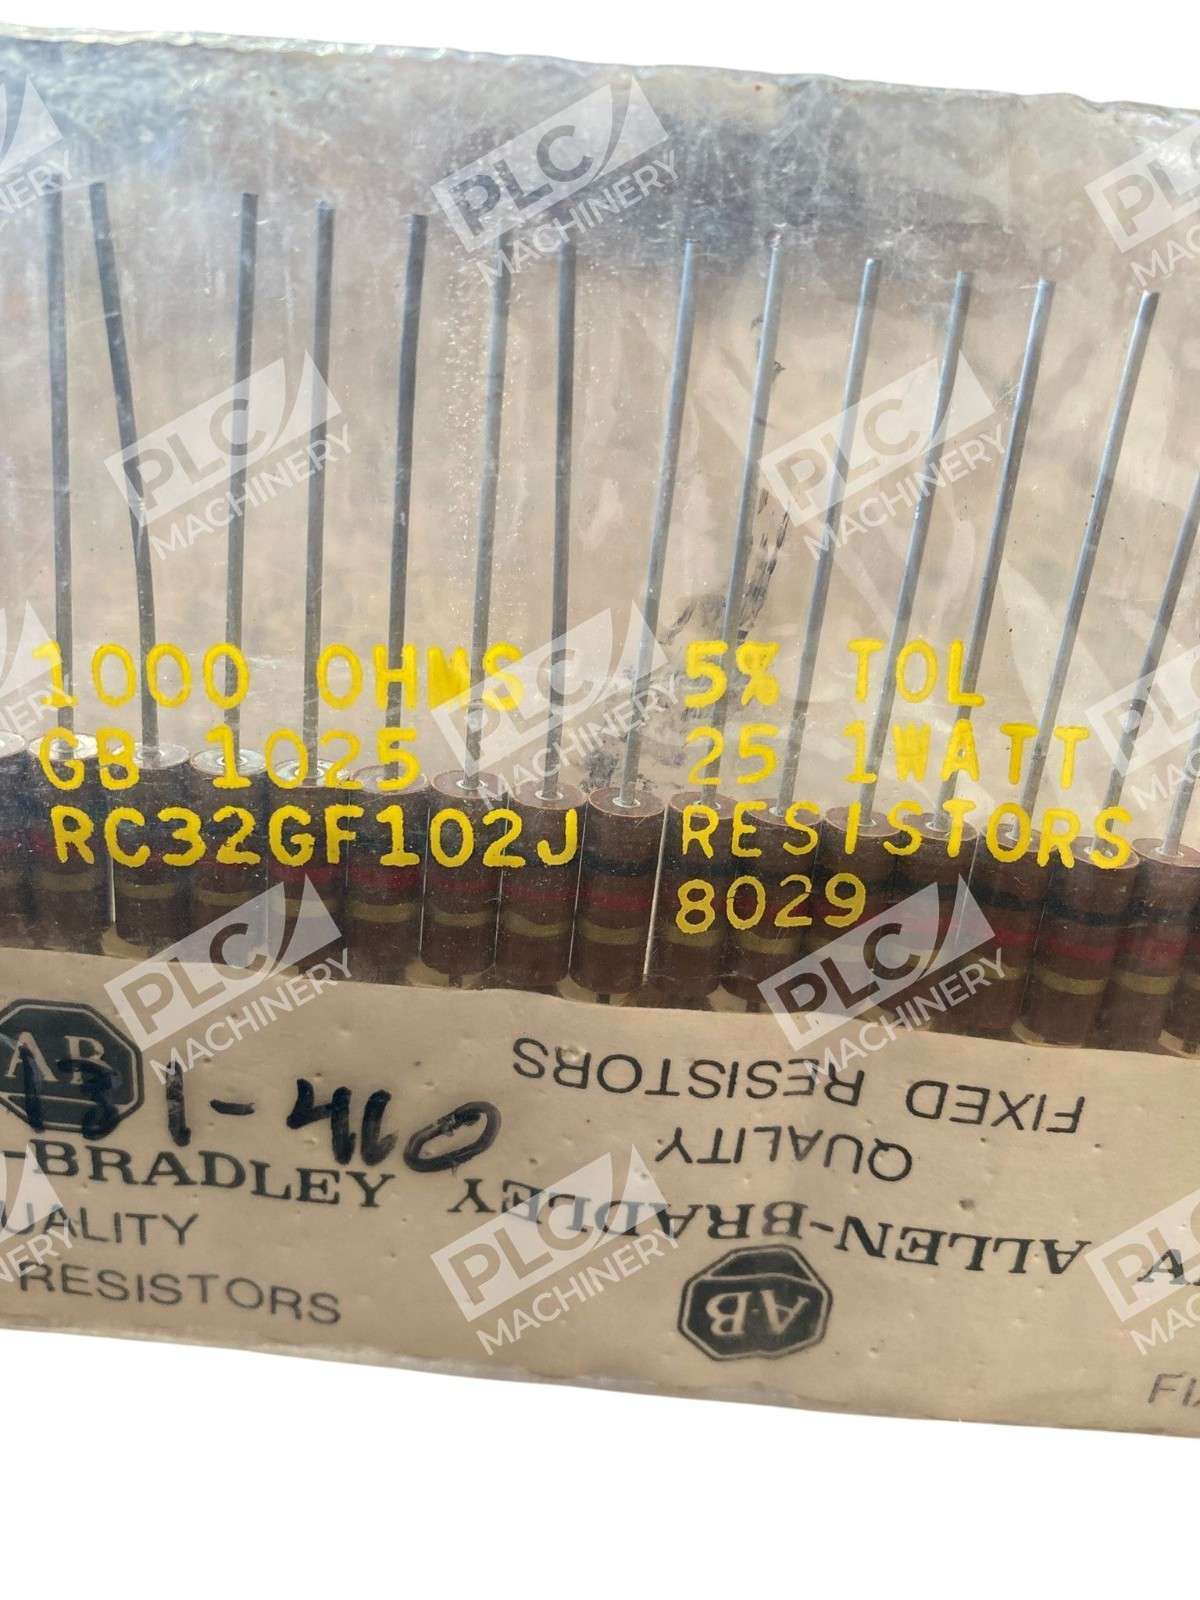 1000 OHMS 5% TOL
GB 1025 25 1WATT
RC32GF102J RESISTORS
8029
AB
131-410
-BRADLEY
UALITY
RESISTORS
FIXED RESISTORS
QUALITY
ALLEN-BRADLEY
A-B
PLC
MACHINERY